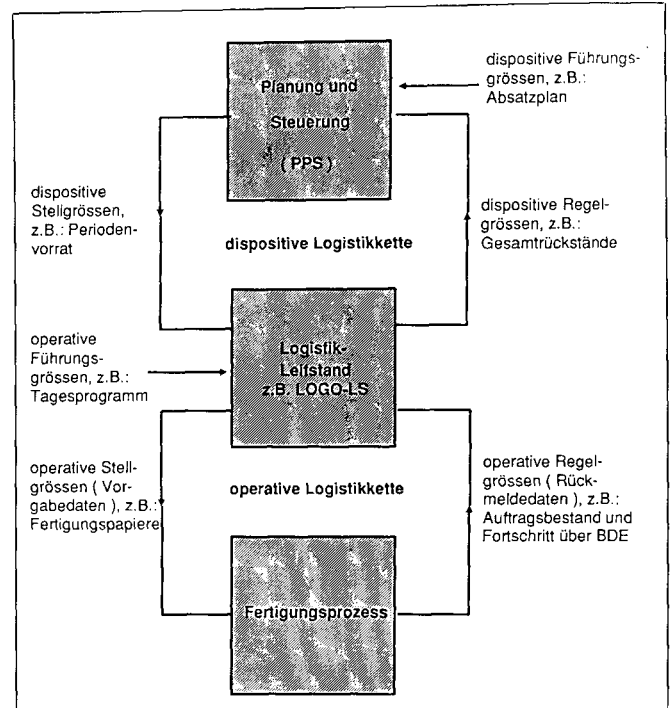 Planung und
Steuerung
( PPS )
dispositive Führungs-
grössen, z.B.:
Absatzplan
dispositive
Stellgrössen,
z.B.: Perioden-
vorrat
dispositive Regel-
grössen, z.B.:
Gesamtrückstände
dispositive Logistikkette
operative
Führungs-
grössen, z.B.:
Tagesprogramm
Logistik-
Leitstand
z.B. LOGO-LS
operative Stell-
grössen ( Vor-
gabedaten ), z.B.:
Fertigungspapiere
operative Logistikkette
operative Regel-
grössen ( Rück-
meldedaten ), z.B.:
Auftragsbestand und
Fortschritt über BDE
Fertigungsprozess